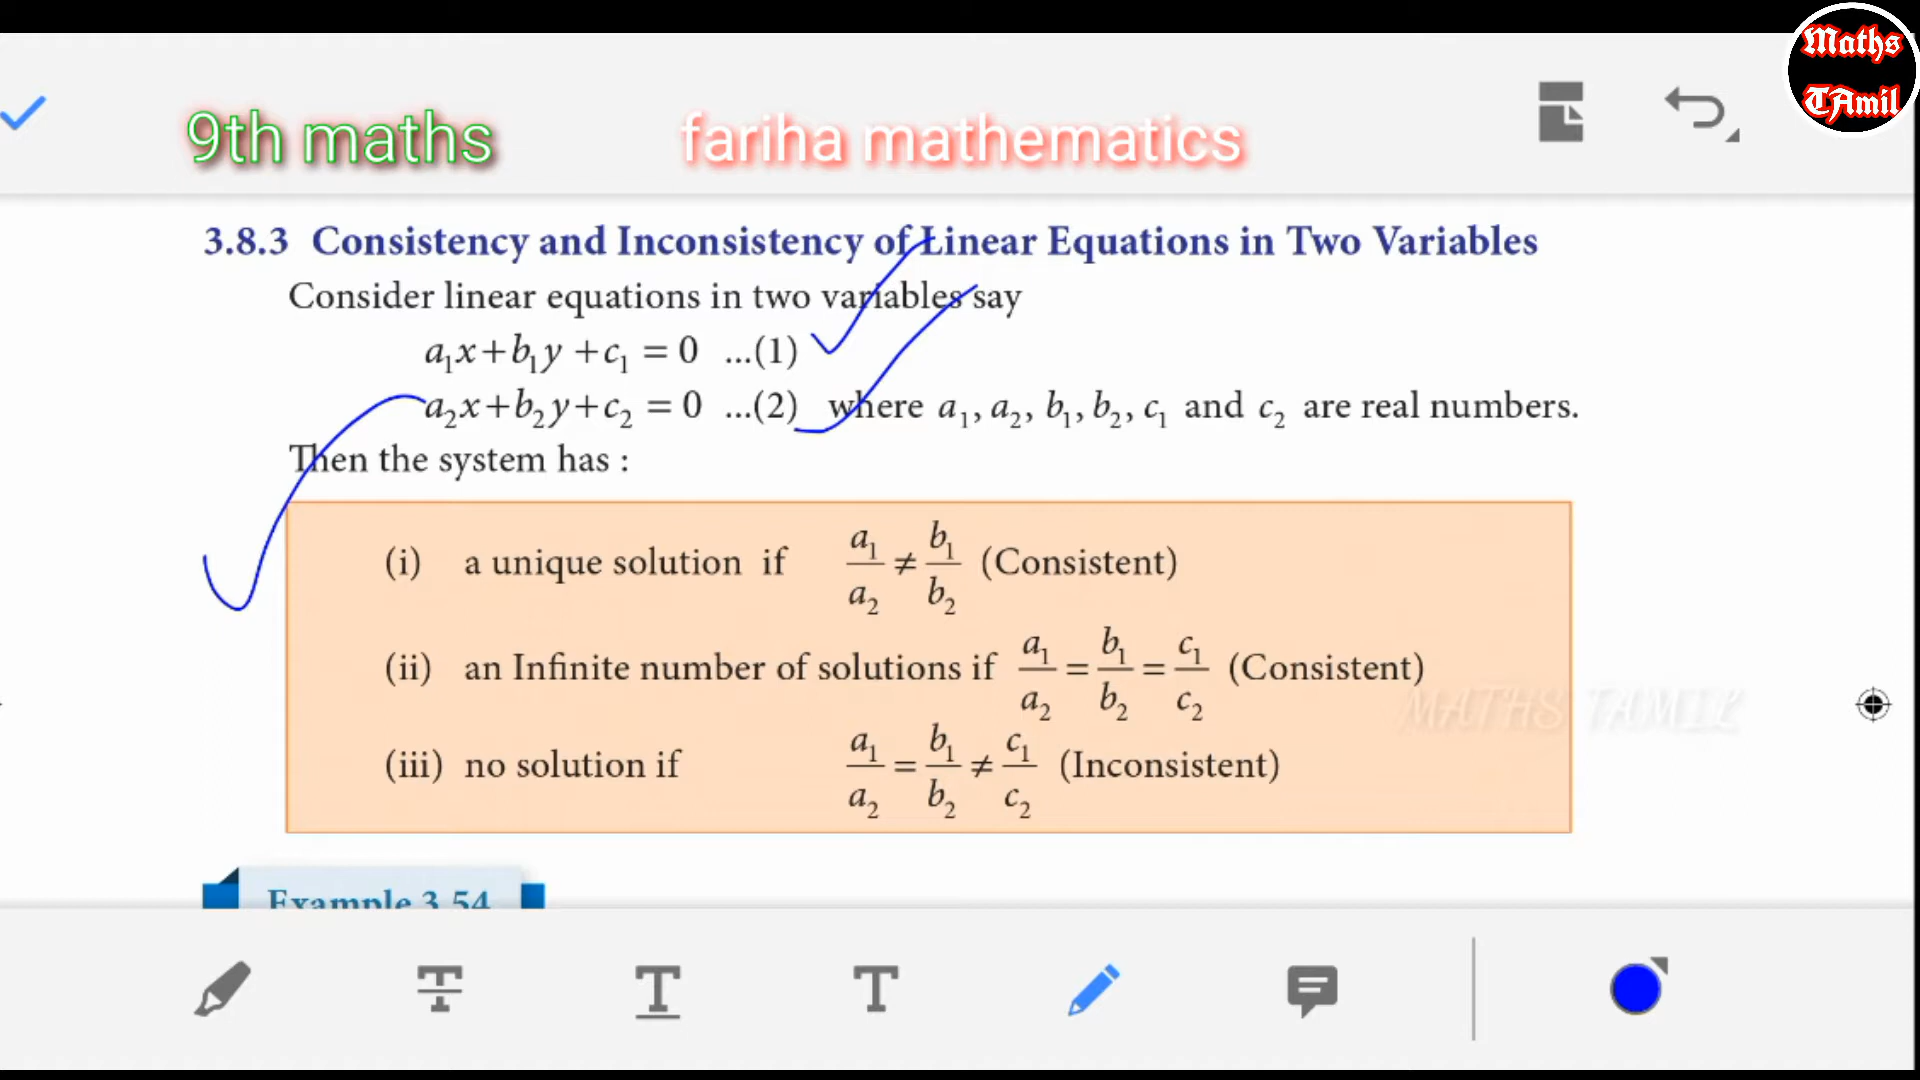 Maths
TAmil
9th maths
fariha mathematics
3.8.3 Consistency and Inconsistency of Linear Equations in Two Variables
Consider linear equations in two variables say
a₁x+b₁y +c₁ = 0 ...(1)
a₂x+b₂y+c₂ = 0 ...(2) where a₁, a₂, b₁, b₂, c₁ and c₂ are real numbers.
Then the system has :
(i) a unique solution if a₁/a₂ ≠ b₁/b₂ (Consistent)
(ii) an Infinite number of solutions if a₁/a₂ = b₁/b₂ = c₁/c₂ (Consistent)
MATHS TAMIL
(iii) no solution if a₁/a₂ = b₁/b₂ ≠ c₁/c₂ (Inconsistent)
Example 3.54